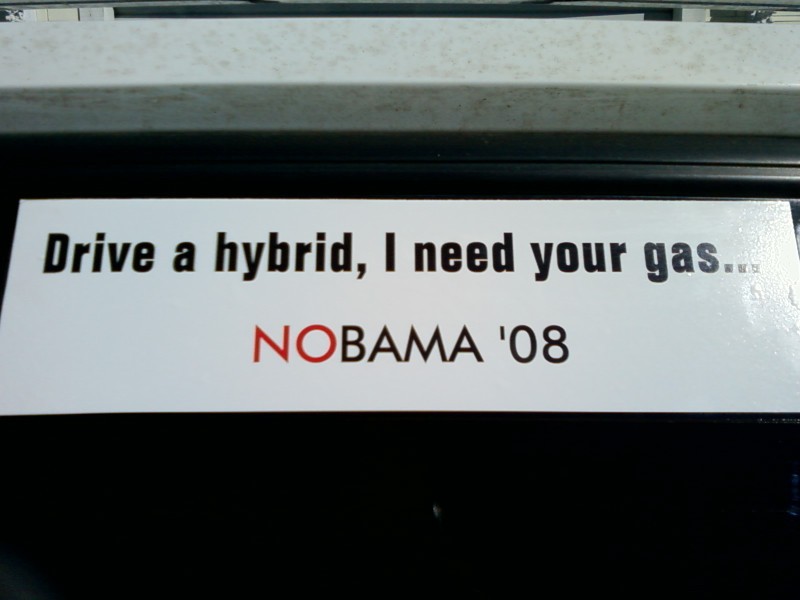 Drive a hybrid, I need your gas...
NOBAMA '08